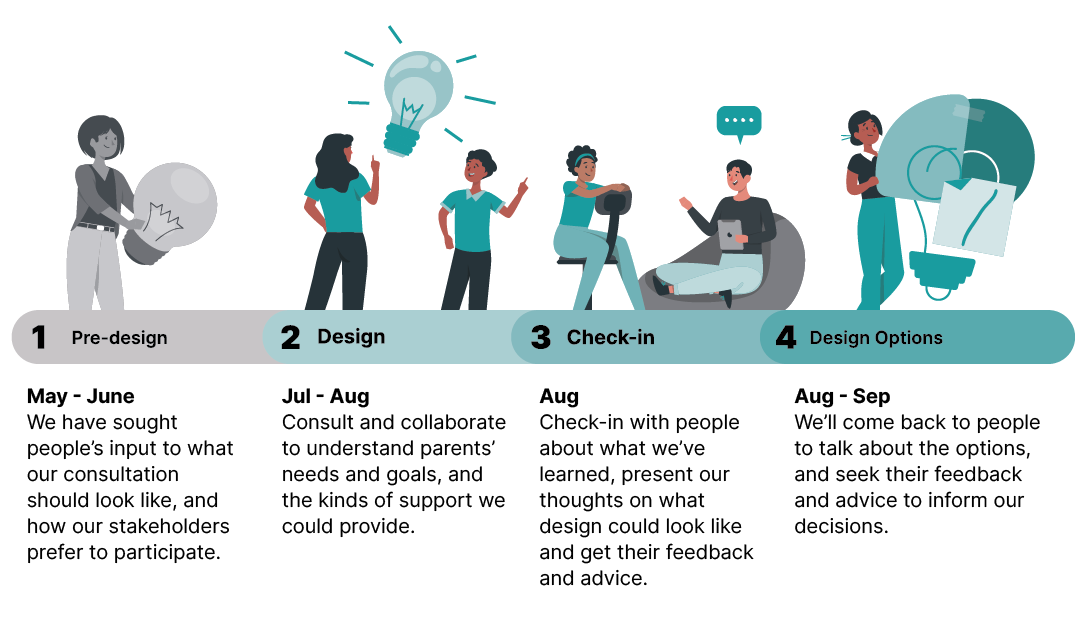 1 Pre-design
2 Design
3 Check-in
4 Design Options
May - June
We have sought
people’s input to what
our consultation
should look like, and
how our stakeholders
prefer to participate.
Jul - Aug
Consult and collaborate
to understand parents’
needs and goals, and
the kinds of support we
could provide.
Aug
Check-in with people
about what we’ve
learned, present our
thoughts on what
design could look like
and get their feedback
and advice.
Aug - Sep
We’ll come back to people
to talk about the options,
and seek their feedback
and advice to inform our
decisions.